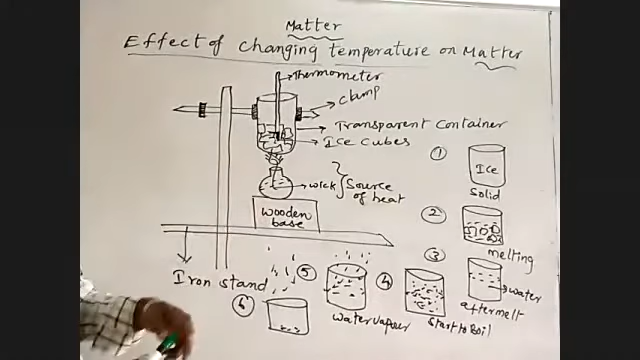 Matter
Effect of Changing temperature on Matter
Thermometer
clamp
Transparent Container
Ice cubes
wick
Source of heat
wooden base
Iron stand
①
Ice
Solid
②
melting
③
water
after melt
④
Start to Boil
⑤
Water vapour
⑥